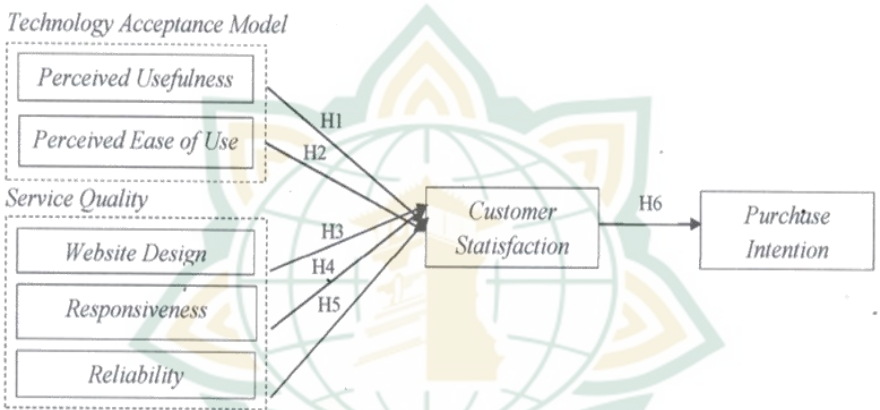 Technology Acceptance Model
Perceived Usefulness
Perceived Ease of Use
H1
H2
Service Quality
Website Design
Responsiveness
Reliability
H3
H4
H5
Customer
Statisfaction
H6
Purchase
Intention